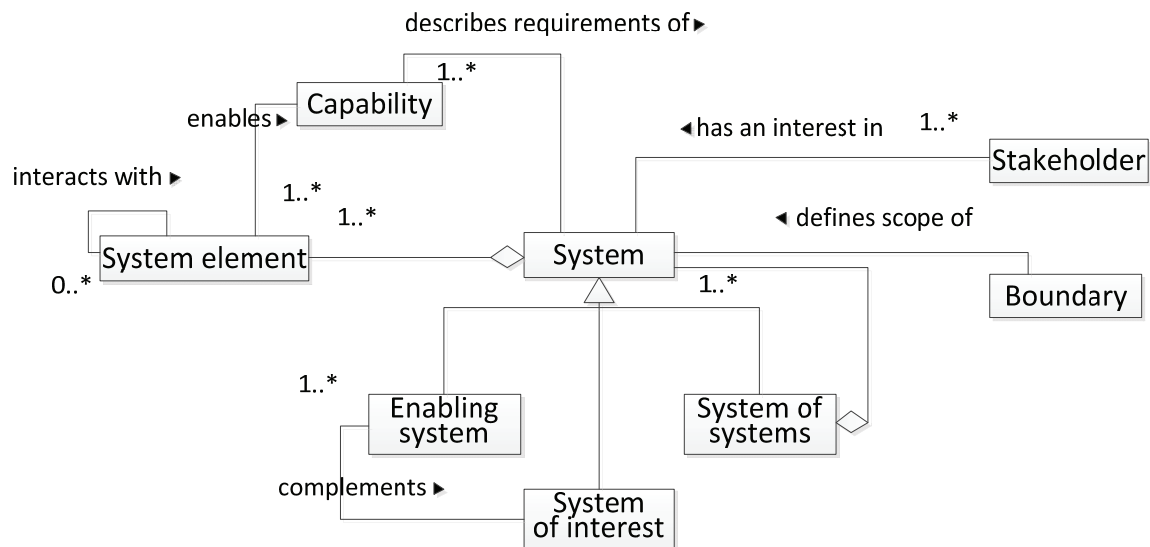 describes requirements of ►
1..*
Capability
enables ►
◄ has an interest in
1..*
Stakeholder
interacts with ►
1..*
1..*
◄ defines scope of
System element
System
0..*
1..*
Boundary
1..*
Enabling
system
System of
systems
complements ►
System
of interest